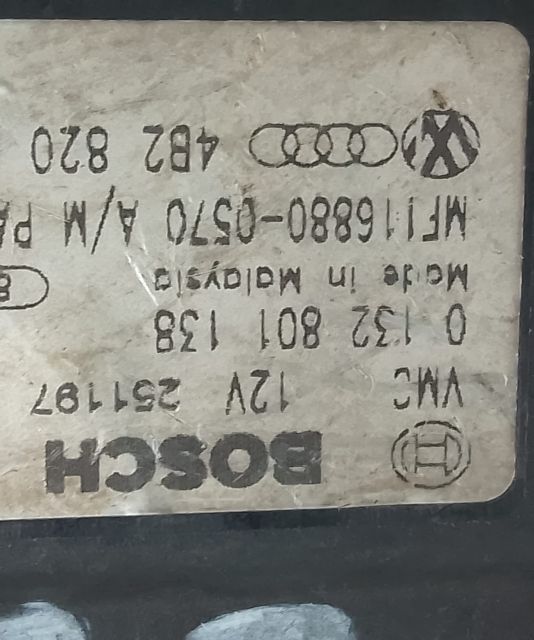 BOSCH
VMC 12V 251197
0 132 801 138
Made in Malaysia
MF116880-0570 A/M
4B2 820